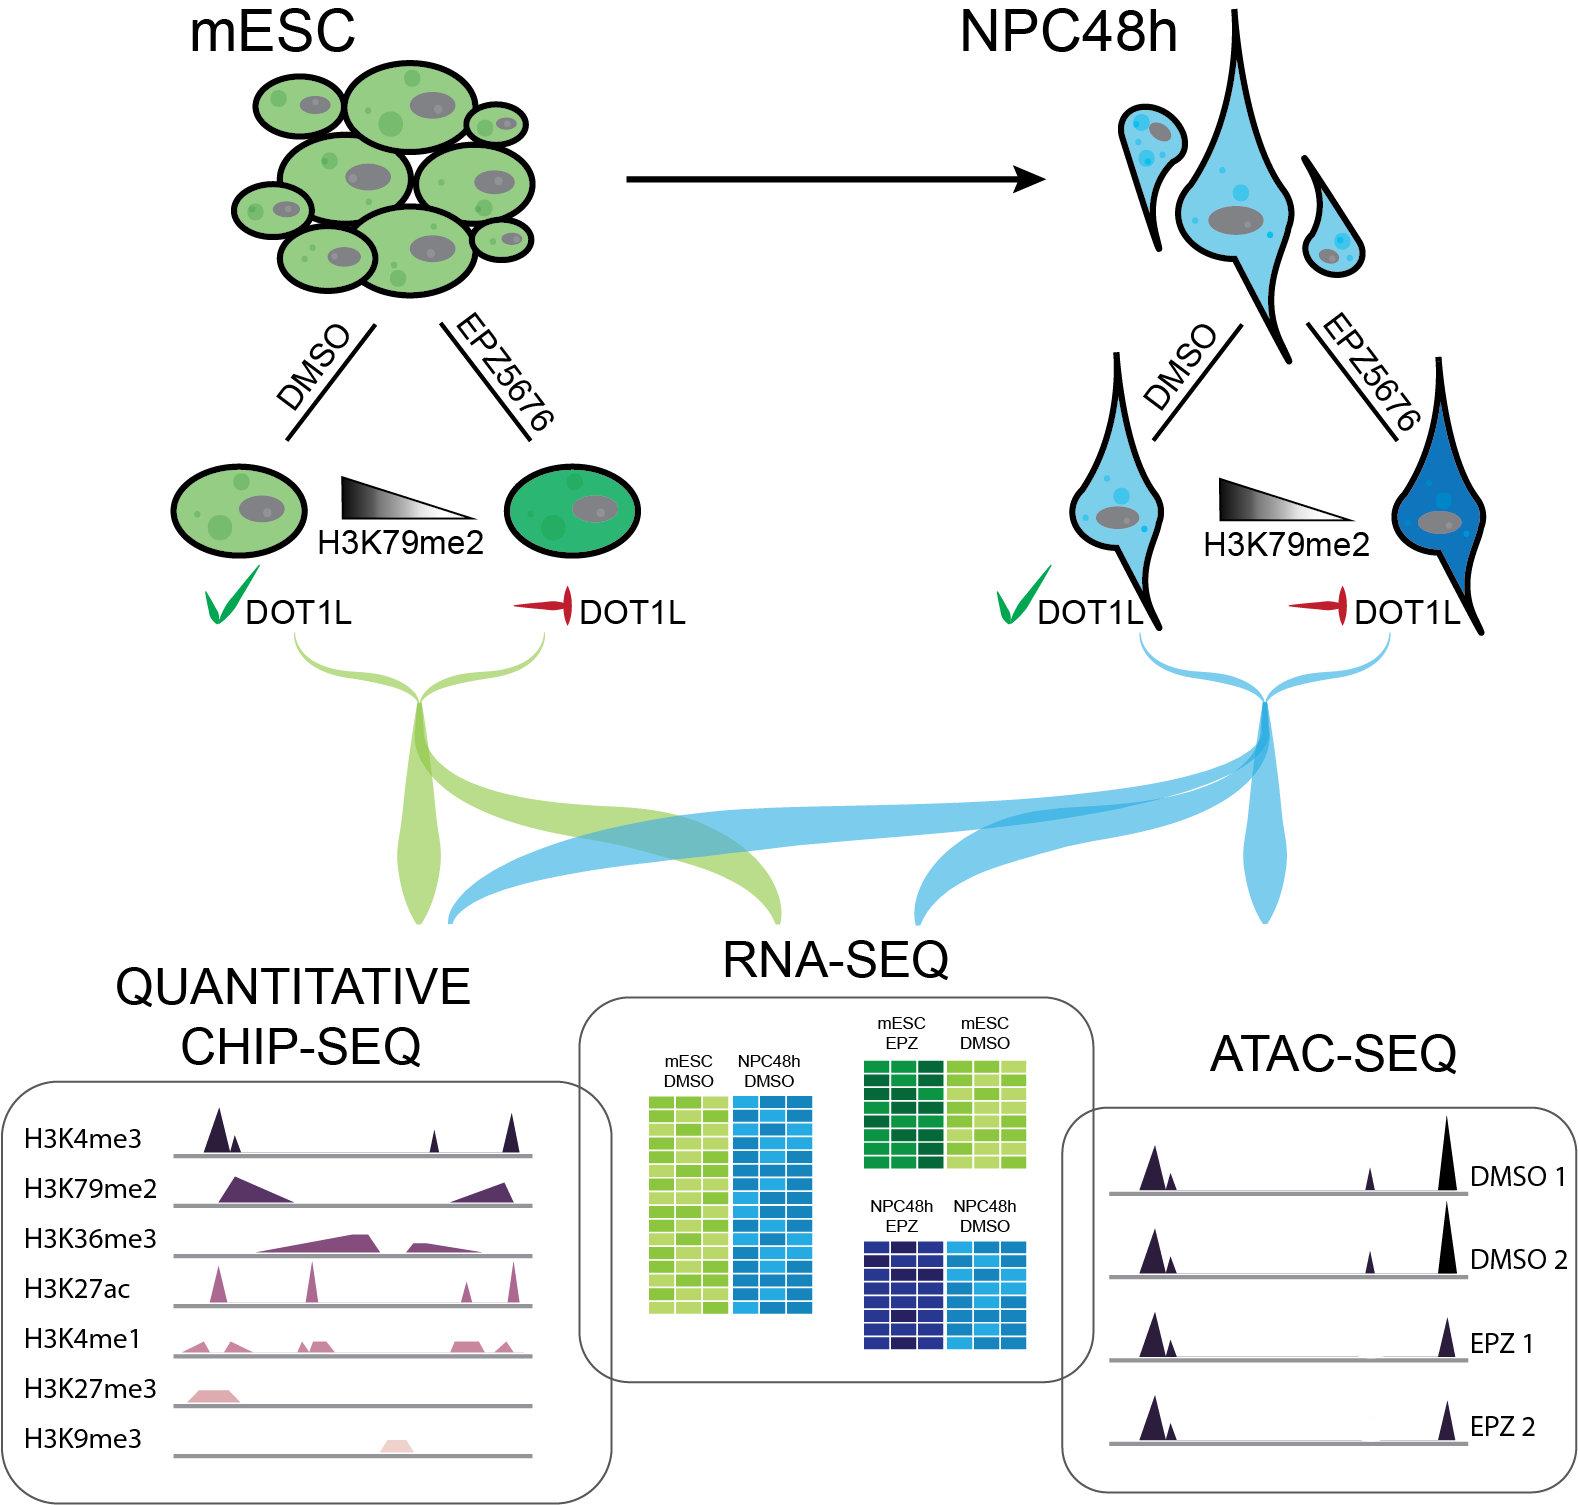 mESC
NPC48h
DMSO
EPZ5676
DMSO
EPZ5676
H3K79me2
H3K79me2
DOT1L
DOT1L
DOT1L
DOT1L
QUANTITATIVE
CHIP-SEQ
H3K4me3
H3K79me2
H3K36me3
H3K27ac
H3K4me1
H3K27me3
H3K9me3
RNA-SEQ
mESC
DMSO
NPC48h
DMSO
mESC
EPZ
mESC
DMSO
NPC48h
EPZ
NPC48h
DMSO
ATAC-SEQ
DMSO 1
DMSO 2
EPZ 1
EPZ 2